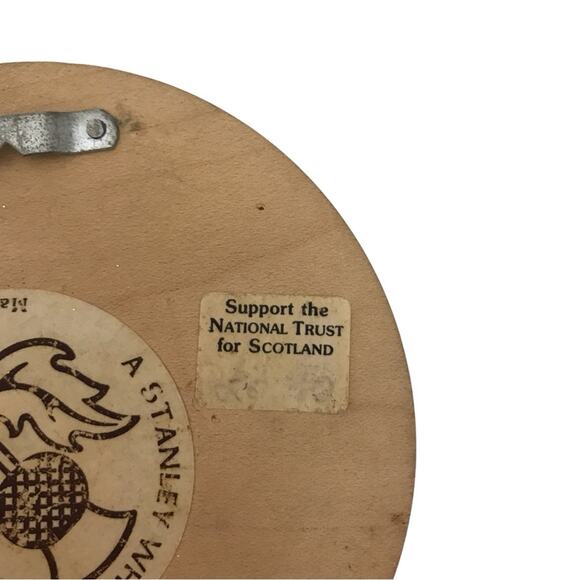 Support the
NATIONAL TRUST
for SCOTLAND
A STANLEY